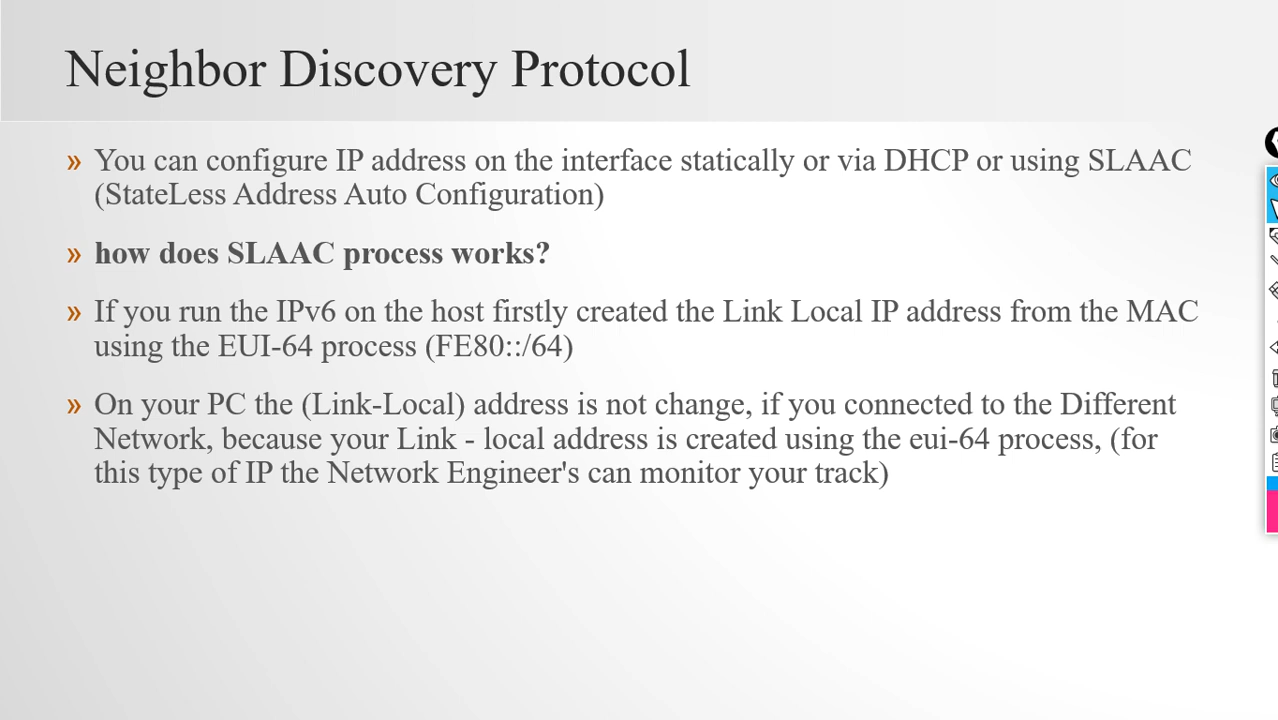 Neighbor Discovery Protocol
» You can configure IP address on the interface statically or via DHCP or using SLAAC
(StateLess Address Auto Configuration)
» how does SLAAC process works?
» If you run the IPv6 on the host firstly created the Link Local IP address from the MAC
using the EUI-64 process (FE80::/64)
» On your PC the (Link-Local) address is not change, if you connected to the Different
Network, because your Link - local address is created using the eui-64 process, (for
this type of IP the Network Engineer's can monitor your track)